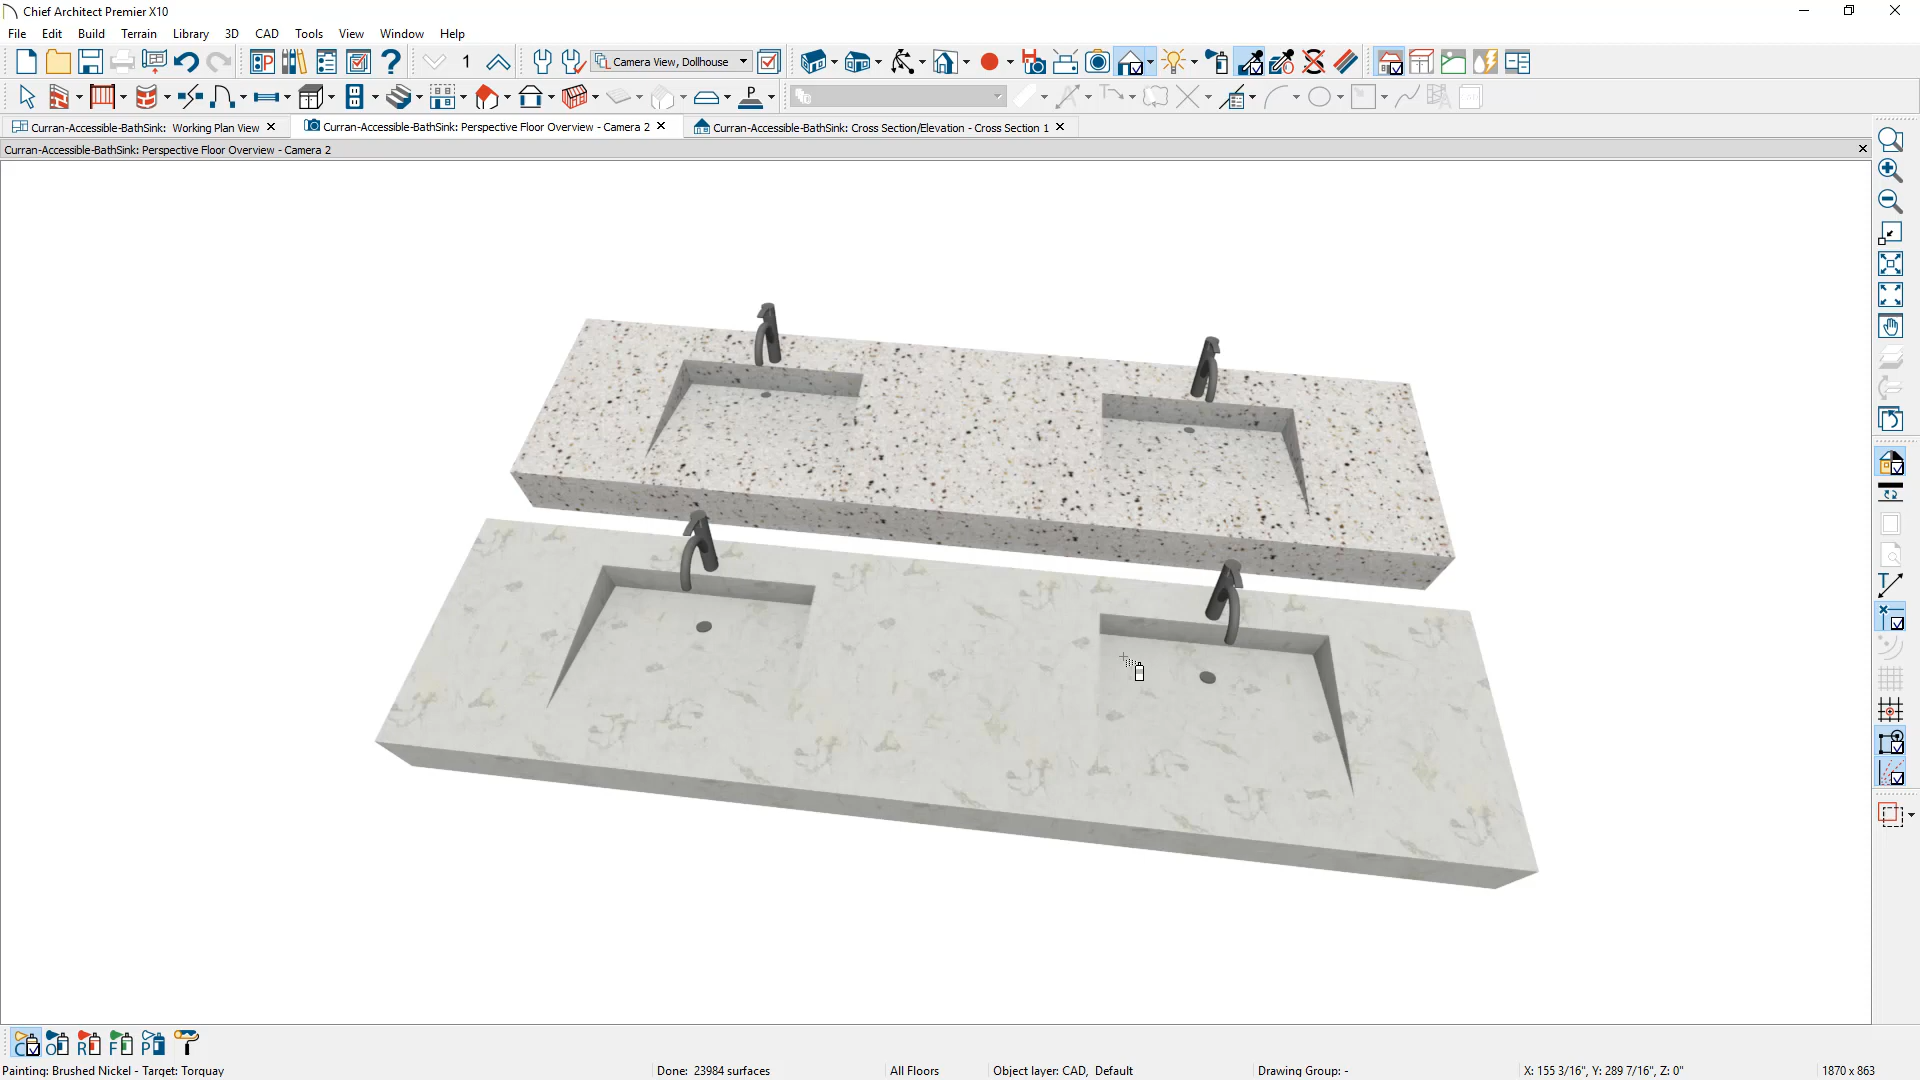 Chief Architect Premier X10
File Edit Build Terrain Library 3D CAD Tools View Window Help
1 Camera View, Dollhouse
Curran-Accessible-BathSink: Working Plan View
Curran-Accessible-BathSink: Perspective Floor Overview - Camera 2
Curran-Accessible-BathSink: Cross Section/Elevation - Cross Section 1
Curran-Accessible-BathSink: Perspective Floor Overview - Camera 2
Painting: Brushed Nickel - Target: Torquay
Done: 23984 surfaces
All Floors
Object layer: CAD, Default
Drawing Group: -
X: 155 3/16", Y: 289 7/16", Z: 0"
1870 x 863